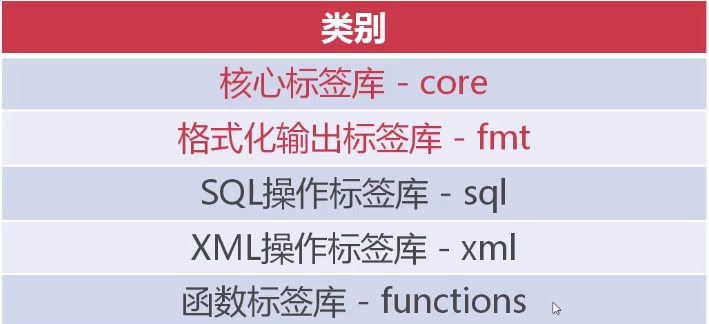 类别
核心标签库 - core
格式化输出标签库 - fmt
SQL操作标签库 - sql
XML操作标签库 - xml
函数标签库 - functions